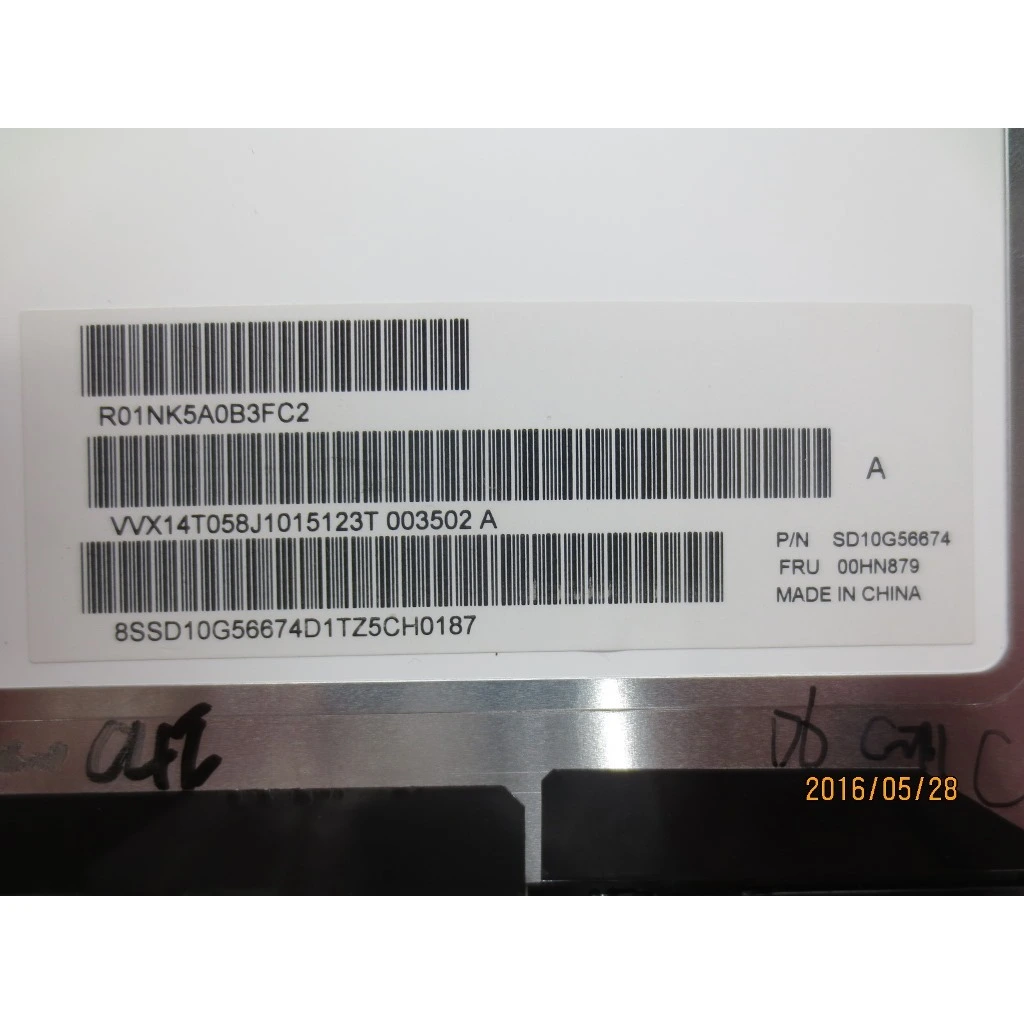 R01NK5A0B3FC2
A
VVX14T058J1015123T 003502 A
P/N SD10G56674
FRU 00HN879
MADE IN CHINA
8SSD10G56674D1TZ5CH0187
2016/05/28